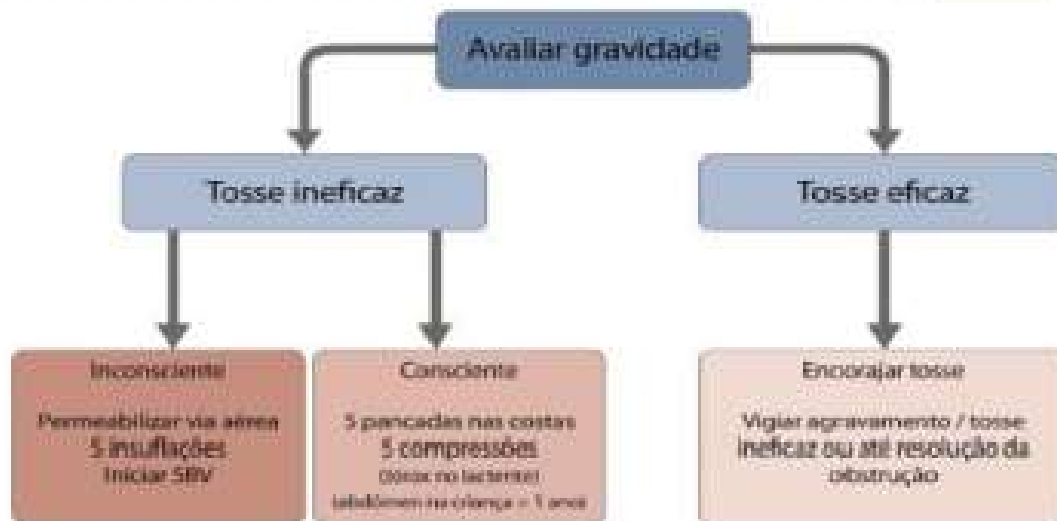 Avaliar gravidade
Tosse ineficaz
Tosse eficaz
Inconsciente
Permeabilizar via aérea
5 insuflações
Iniciar SBV
Consciente
5 pancadas nas costas
5 compressões
(tórax no lactente)
(abdómen na criança > 1 ano)
Encorajar tosse
Vigiar agravamento / tosse
ineficaz ou até resolução da
obstrução